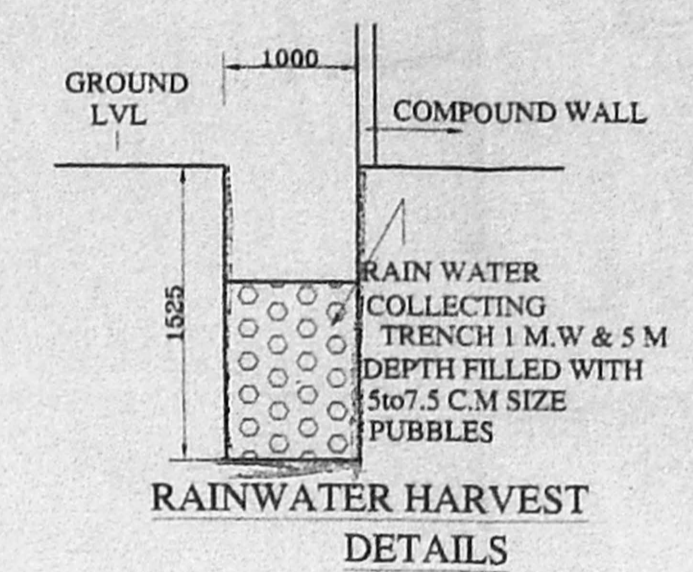 1000
GROUND
LVL
COMPOUND WALL
1525
RAIN WATER
COLLECTING
TRENCH 1 M.W & 5 M
DEPTH FILLED WITH
5to7.5 C.M SIZE
PUBBLES
RAINWATER HARVEST
DETAILS